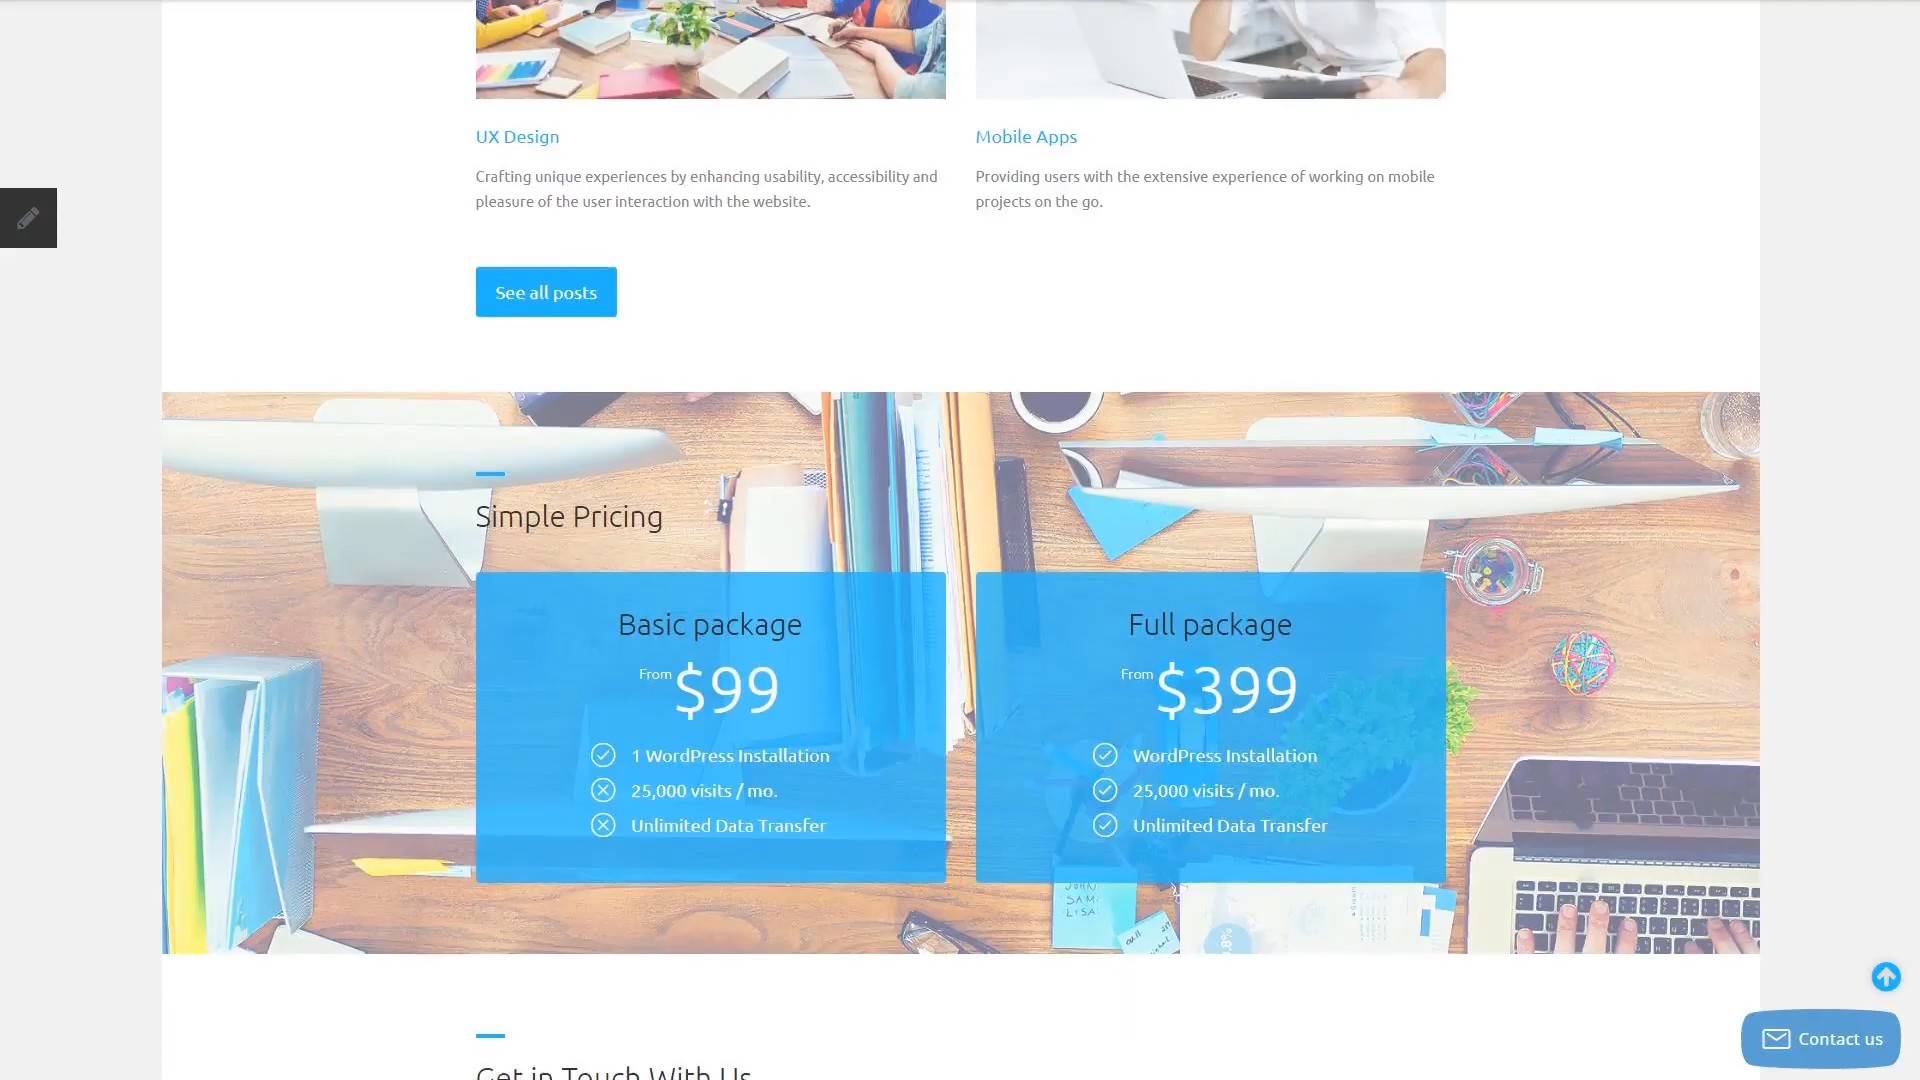 UX Design
Crafting unique experiences by enhancing usability, accessibility and
pleasure of the user interaction with the website.
Mobile Apps
Providing users with the extensive experience of working on mobile
projects on the go.
See all posts
Simple Pricing
Basic package
From $99
1 WordPress Installation
25,000 visits / mo.
Unlimited Data Transfer
Full package
From $399
WordPress Installation
25,000 visits / mo.
Unlimited Data Transfer
JOHN
SAM
LISA
Contact us
Get in Touch With Us